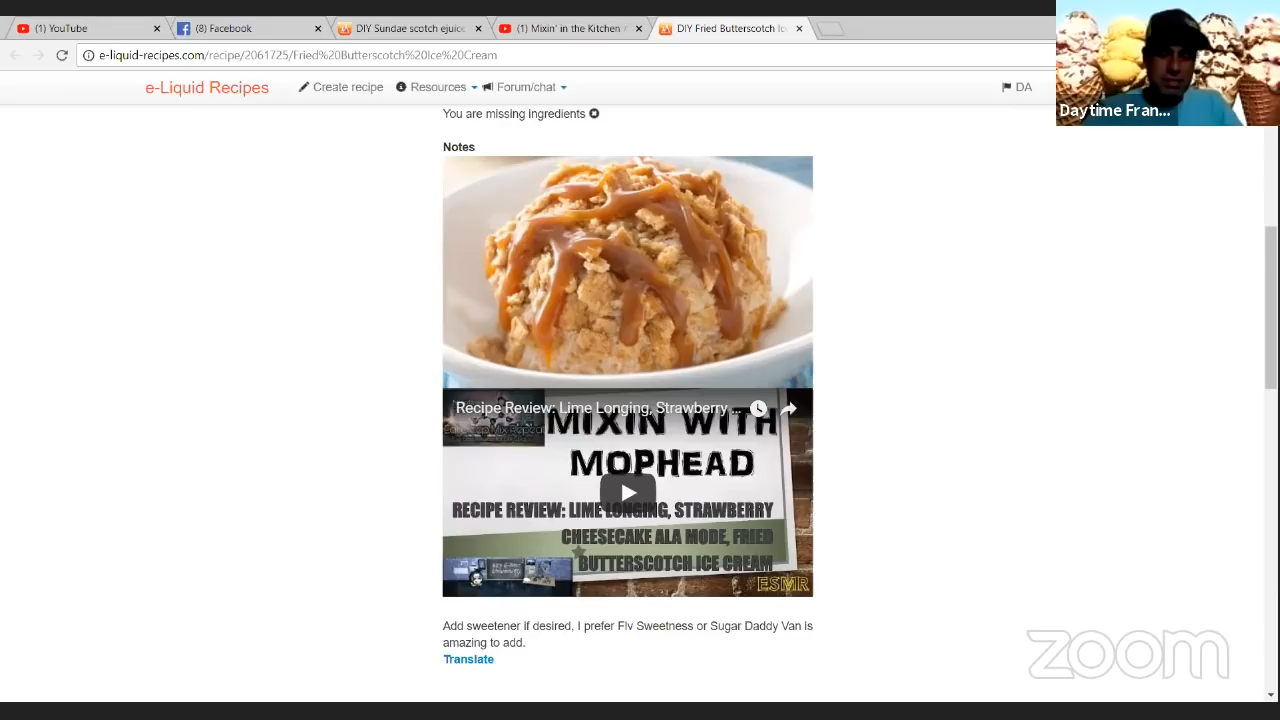 (1) YouTube
(8) Facebook
DIY Sundae scotch ejuice
(1) Mixin' in the Kitchen
DIY Fried Butterscotch Ic
e-liquid-recipes.com/recipe/2061725/Fried%20Butterscotch%20Ice%20Cream
e-Liquid Recipes
Create recipe
Resources
Forum/chat
DA
Daytime Fran...
You are missing ingredients
Notes
Recipe Review: Lime Longing, Strawberry ...
MIXIN WITH
MOPHEAD
RECIPE REVIEW: LIME LONGING, STRAWBERRY
CHEESECAKE ALA MODE, FRIED
BUTTERSCOTCH ICE CREAM
#ESMR
Add sweetener if desired, I prefer Flv Sweetness or Sugar Daddy Van is
amazing to add.
Translate
zoom